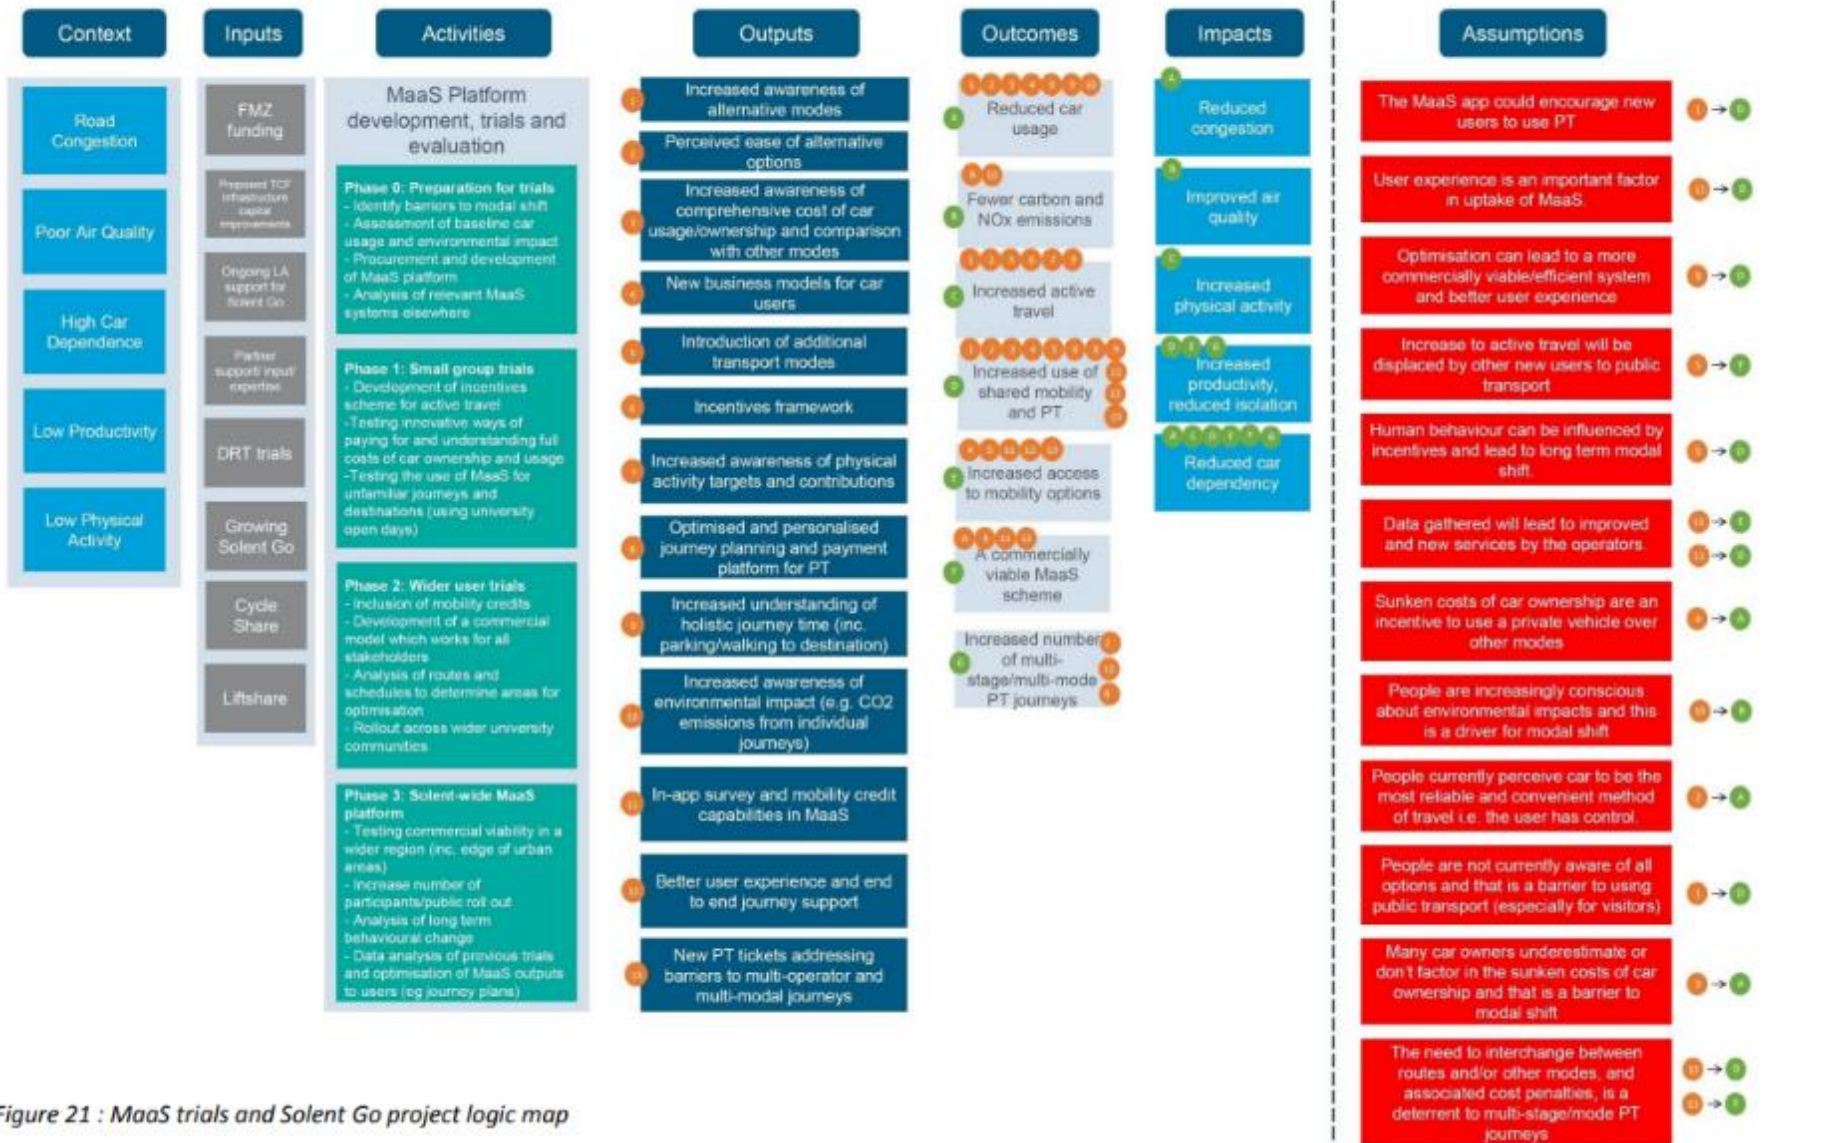 Context
Inputs
Activities
Outputs
Outcomes
Impacts
Assumptions
Road
Congestion
Poor Air Quality
High Car
Dependence
Low Productivity
Low Physical
Activity
FMZ
funding
Proposed TCF
infrastructure
capital
improvements
Ongoing LA
support for
Solent Go
Partner
support/ input/
expertise
DRT trials
Growing
Solent Go
Cycle
Share
Liftshare
MaaS Platform
development, trials and
evaluation
Phase 0: Preparation for trials
- Identify barriers to modal shift
- Assessment of baseline car
usage and environmental impact
- Procurement and development
of MaaS platform
- Analysis of relevant MaaS
systems elsewhere
Phase 1: Small group trials
- Development of incentives
scheme for active travel
-Testing innovative ways of
paying for and understanding full
costs of car ownership and usage
-Testing the use of MaaS for
unfamiliar journeys and
destinations (using university
open days)
Phase 2: Wider user trials
- Inclusion of mobility credits
- Development of a commercial
model which works for all
stakeholders
- Analysis of routes and
schedules to determine areas for
optimisation
- Rollout across wider university
communities
Phase 3: Solent-wide MaaS
platform
- Testing commercial viability in a
wider region (inc. edge of urban
areas)
- Increase number of
participants/public roll out
- Analysis of long term
behavioural change
- Data analysis of previous trials
and optimisation of MaaS outputs
to users (eg journey plans)
Increased awareness of
alternative modes
Perceived ease of alternative
options
Increased awareness of
comprehensive cost of car
usage/ownership and comparison
with other modes
New business models for car
users
Introduction of additional
transport modes
Incentives framework
Increased awareness of physical
activity targets and contributions
Optimised and personalised
journey planning and payment
platform for PT
Increased understanding of
holistic journey time (inc.
parking/walking to destination)
Increased awareness of
environmental impact (e.g. CO2
emissions from individual
journeys)
In-app survey and mobility credit
capabilities in MaaS
Better user experience and end
to end journey support
New PT tickets addressing
barriers to multi-operator and
multi-modal journeys
Reduced car
usage
Fewer carbon and
NOx emissions
Increased active
travel
Increased use of
shared mobility
and PT
Increased access
to mobility options
A commercially
viable MaaS
scheme
Increased number
of multi-
stage/multi-mode
PT journeys
Reduced
congestion
Improved air
quality
Increased
physical activity
Increased
productivity,
reduced isolation
Reduced car
dependency
The MaaS app could encourage new
users to use PT
User experience is an important factor
in uptake of MaaS.
Optimisation can lead to a more
commercially viable/efficient system
and better user experience
Increase to active travel will be
displaced by other new users to public
transport
Human behaviour can be influenced by
incentives and lead to long term modal
shift.
Data gathered will lead to improved
and new services by the operators.
Sunken costs of car ownership are an
incentive to use a private vehicle over
other modes
People are increasingly conscious
about environmental impacts and this
is a driver for modal shift
People currently perceive car to be the
most reliable and convenient method
of travel i.e. the user has control.
People are not currently aware of all
options and that is a barrier to using
public transport (especially for visitors)
Many car owners underestimate or
don't factor in the sunken costs of car
ownership and that is a barrier to
modal shift
The need to interchange between
routes and/or other modes, and
associated cost penalties, is a
deterrent to multi-stage/mode PT
journeys
Figure 21 : MaaS trials and Solent Go project logic map